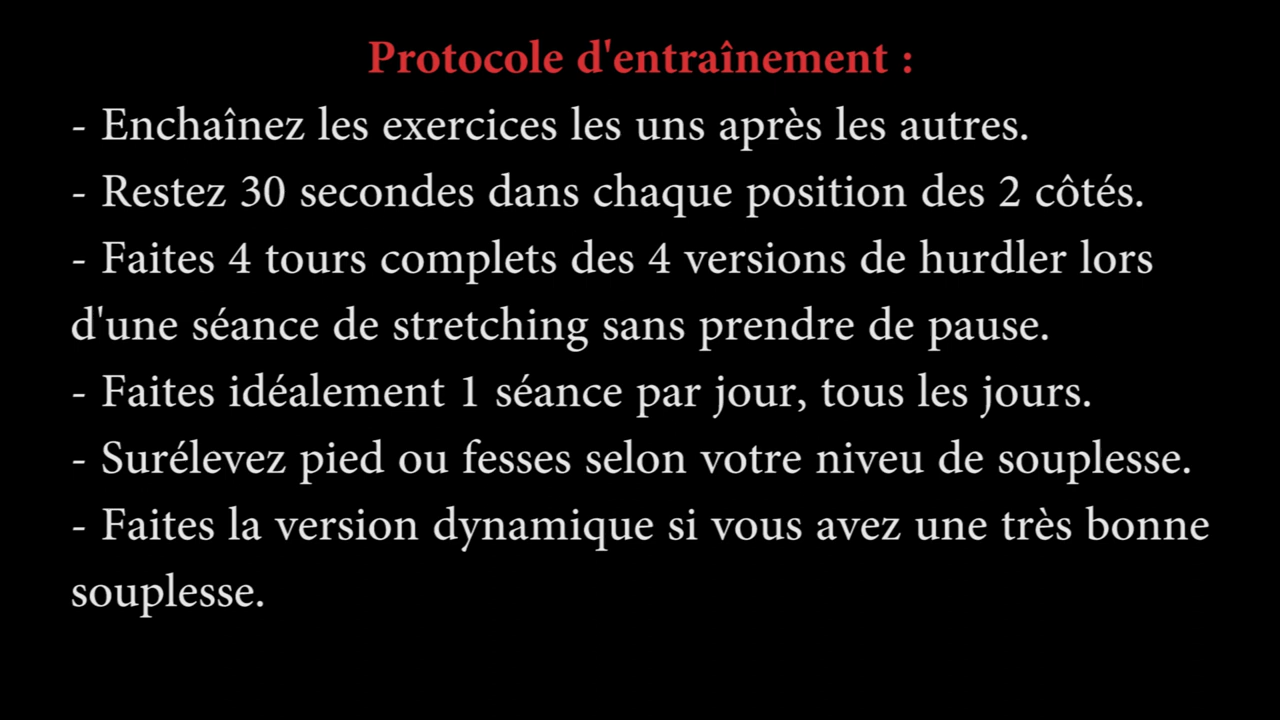 Protocole d'entraînement :
- Enchaînez les exercices les uns après les autres.
- Restez 30 secondes dans chaque position des 2 côtés.
- Faites 4 tours complets des 4 versions de hurdler lors
d'une séance de stretching sans prendre de pause.
- Faites idéalement 1 séance par jour, tous les jours.
- Surélevez pied ou fesses selon votre niveu de souplesse.
- Faites la version dynamique si vous avez une très bonne
souplesse.